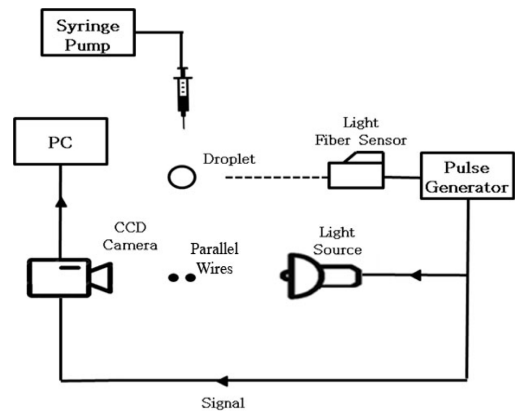 Syringe
Pump
Light
Fiber Sensor
PC
Droplet
Pulse
Generator
CCD
Camera
Parallel
Wires
Light
Source
Signal